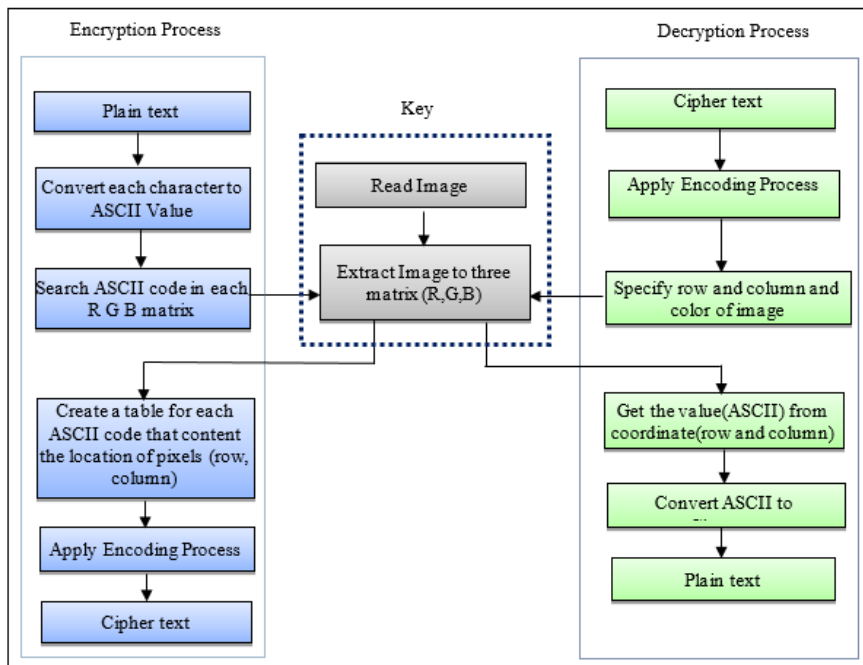 Encryption Process
Plain text
Convert each character to
ASCII Value
Search ASCII code in each
R G B matrix
Create a table for each
ASCII code that content
the location of pixels (row,
column)
Apply Encoding Process
Cipher text
Key
Read Image
Extract Image to three
matrix (R,G,B)
Decryption Process
Cipher text
Apply Encoding Process
Specify row and column and
color of image
Get the value(ASCII) from
coordinate(row and column)
Convert ASCII to
Plain text